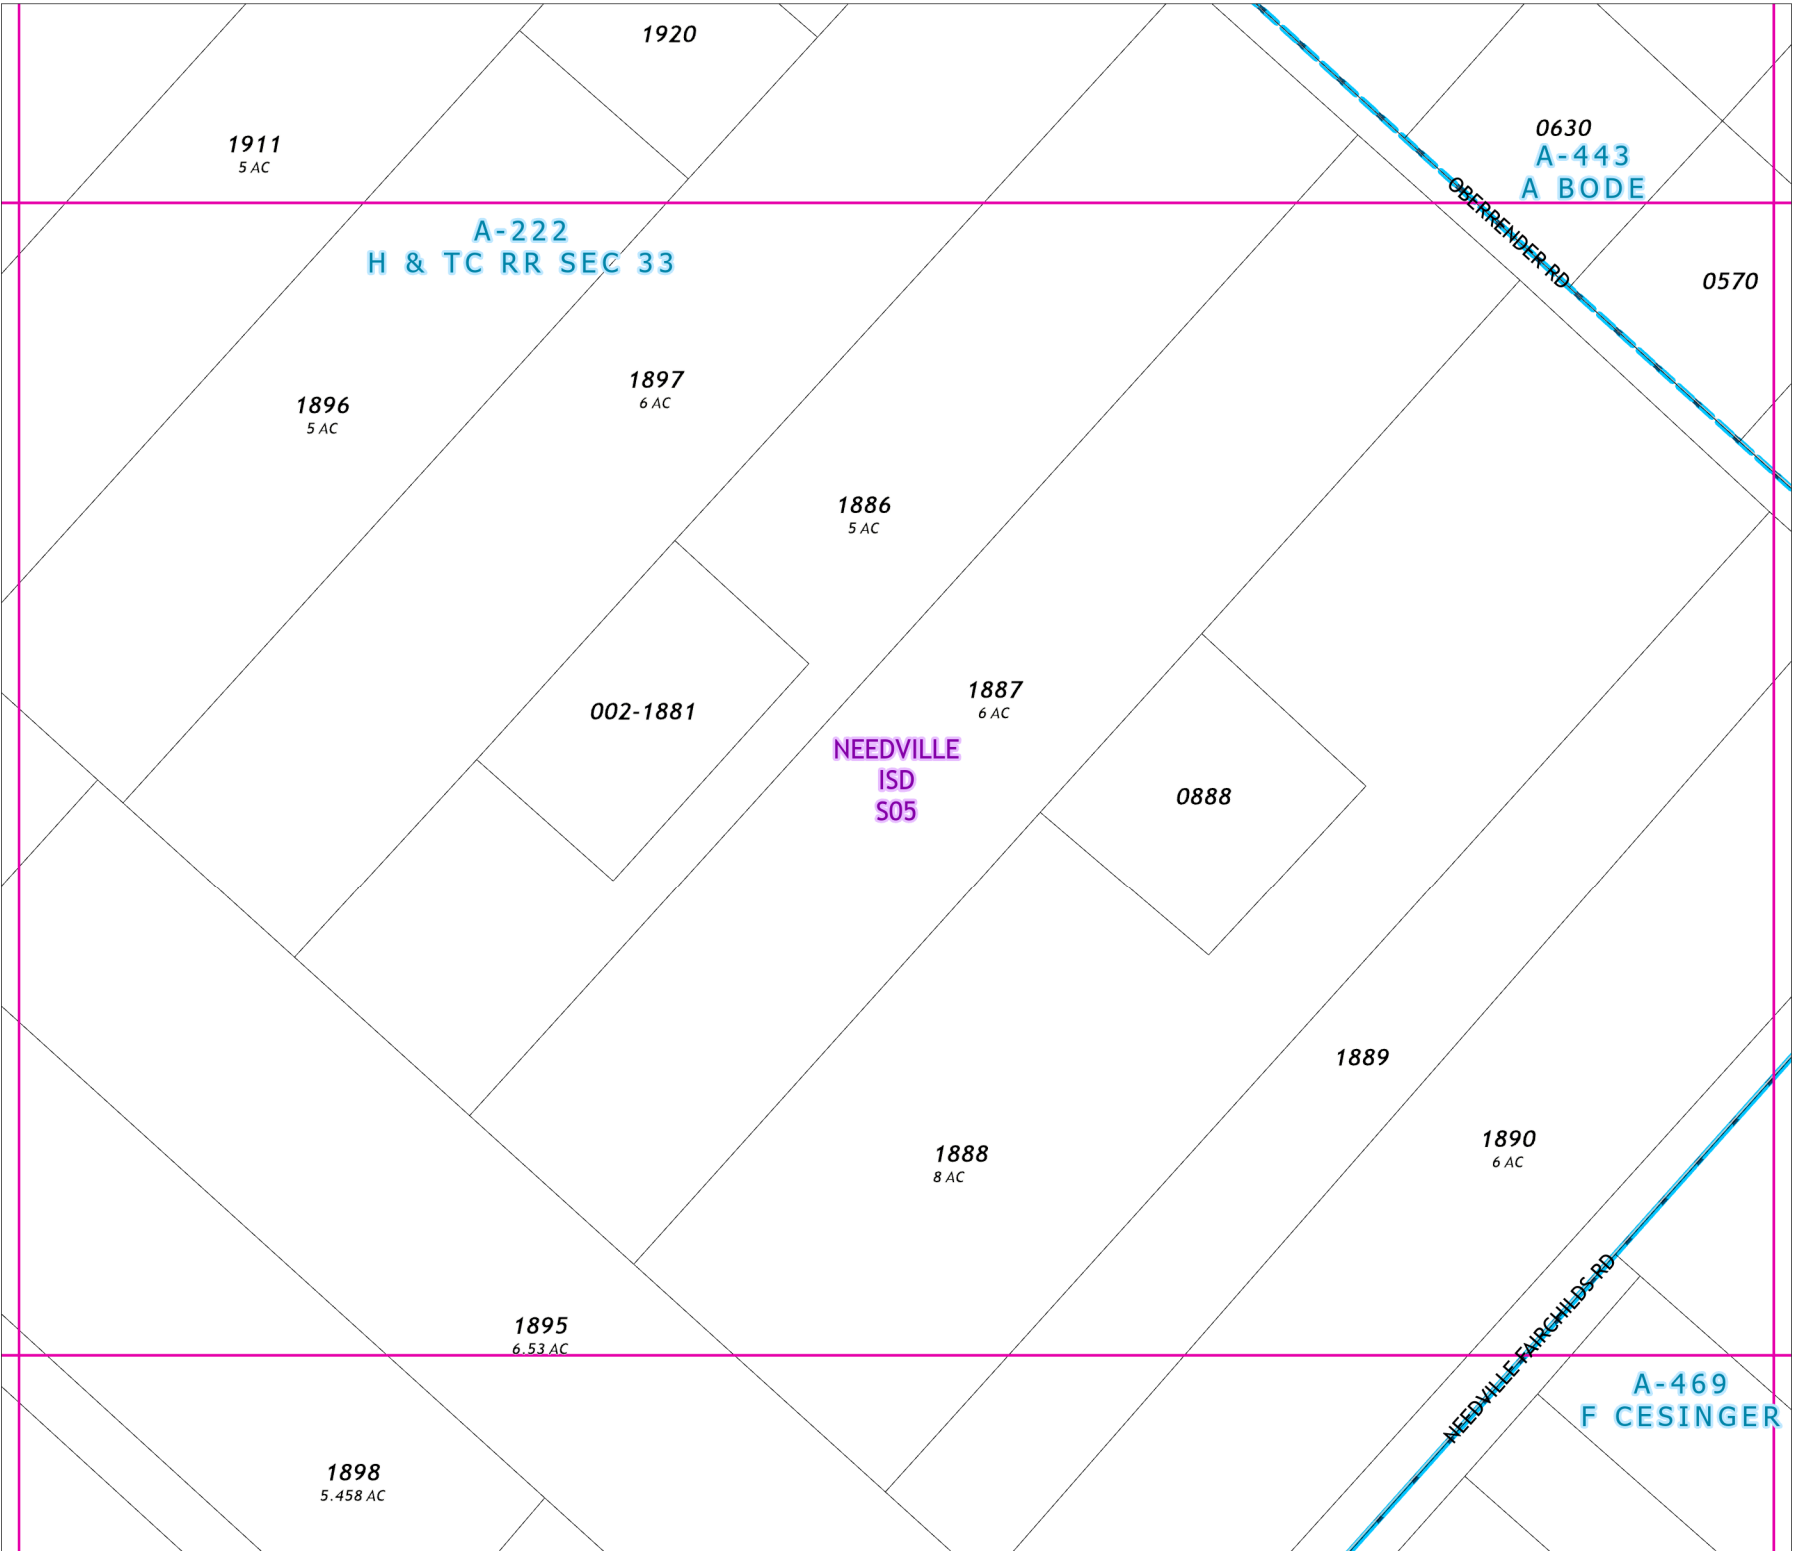 1920
1911
5 AC
0630
A-443
A BODE
OBERRENDER RD
A-222
H & TC RR SEC 33
0570
1897
6 AC
1896
5 AC
1886
5 AC
1887
6 AC
002-1881
NEEDVILLE
ISD
S05
0888
1889
1890
6 AC
1888
8 AC
NEEDVILLE FAIRCHILDS RD
1895
6.53 AC
A-469
F CESINGER
1898
5.458 AC